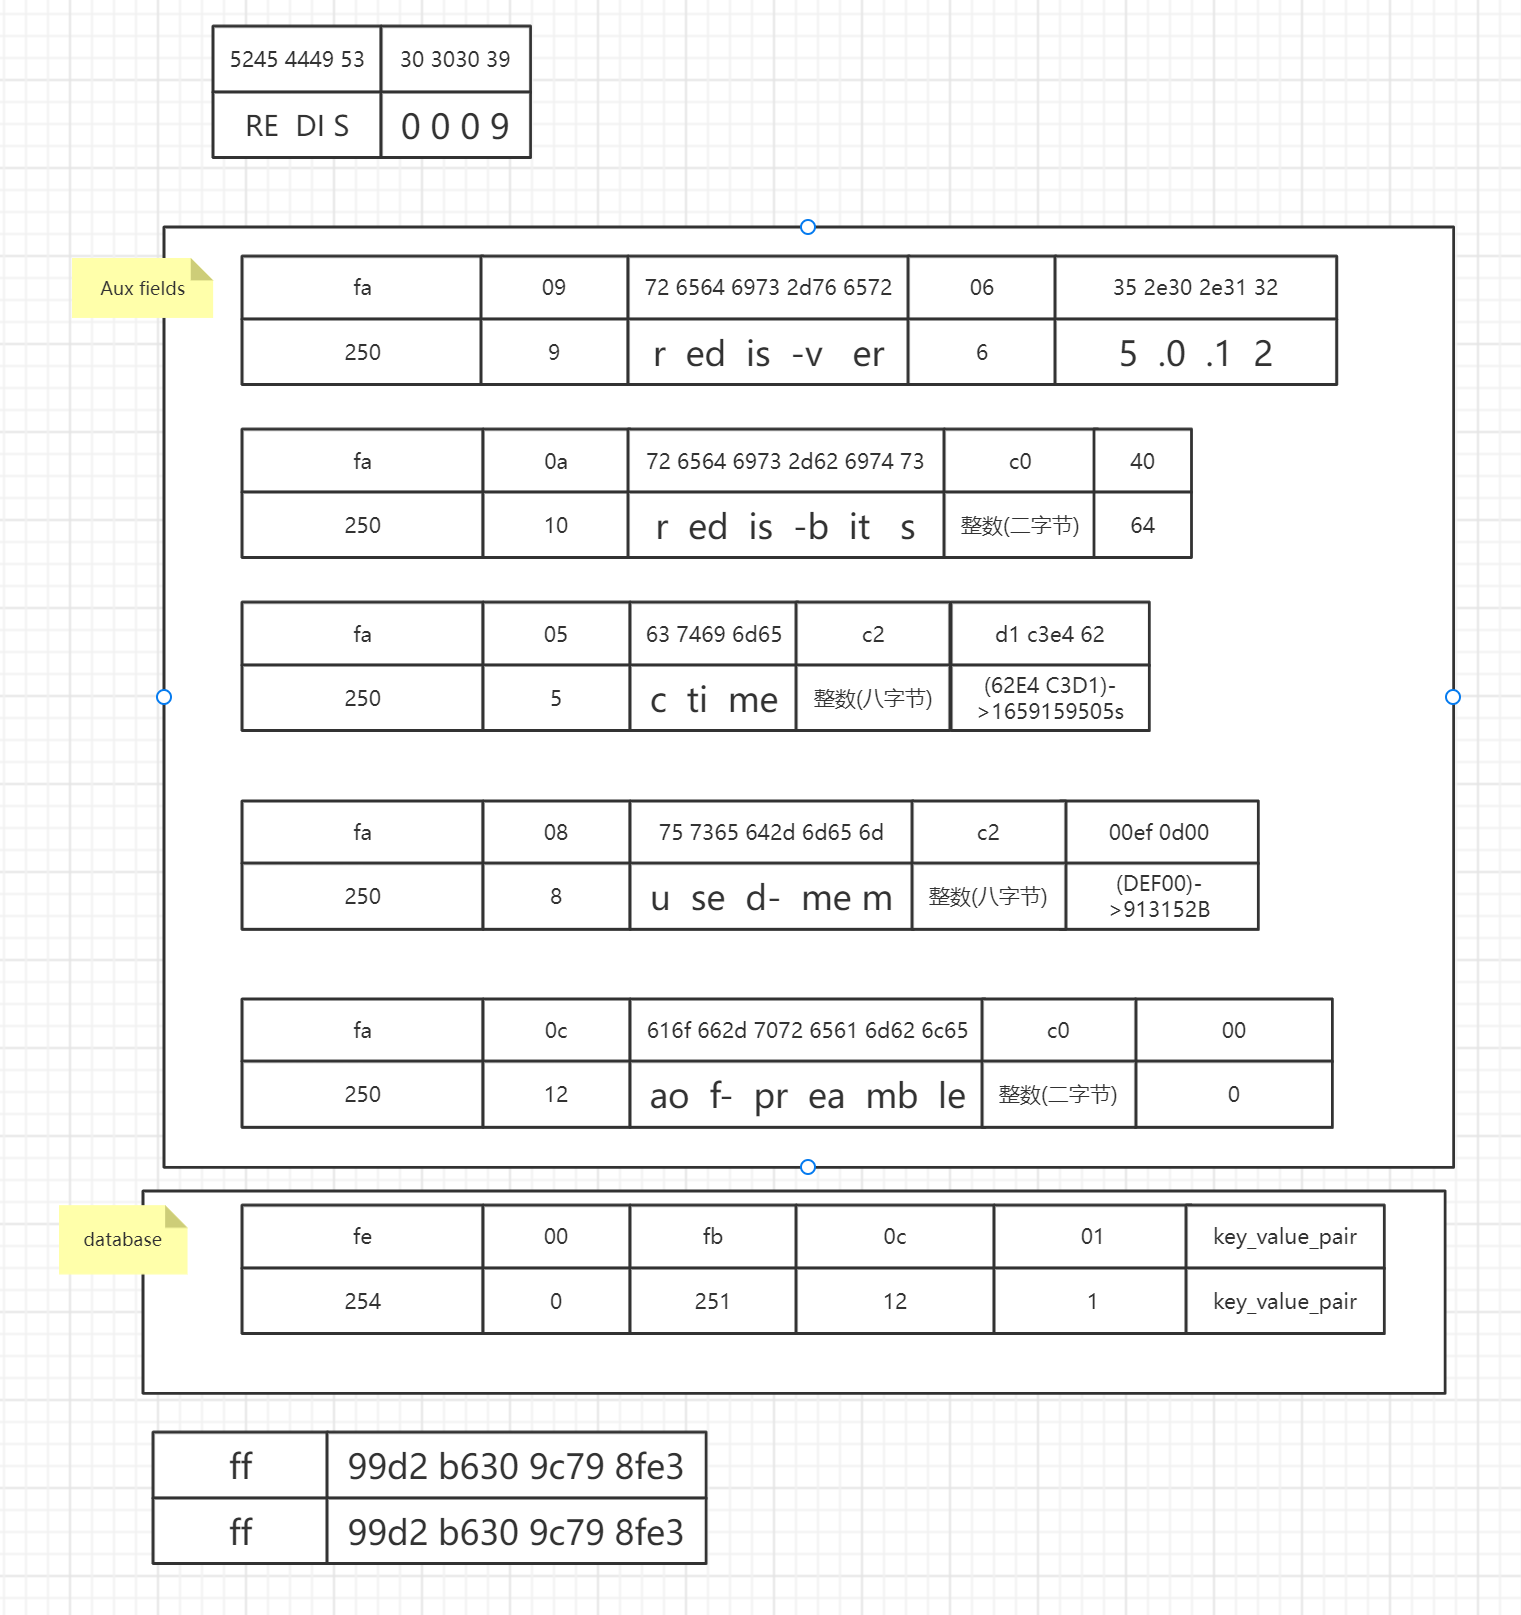 5245 4449 53 30 3030 39
RE DI S 0 0 0 9
Aux fields
fa 09 72 6564 6973 2d76 6572 06 35 2e30 2e31 32
250 9 r ed is -v er 6 5 .0 .1 2
fa 0a 72 6564 6973 2d62 6974 73 c0 40
250 10 r ed is -b it s 整数(二字节) 64
fa 05 63 7469 6d65 c2 d1 c3e4 62
250 5 c ti me 整数(八字节) (62E4 C3D1)-
>1659159505s
fa 08 75 7365 642d 6d65 6d c2 00ef 0d00
250 8 u se d- me m 整数(八字节) (DEF00)-
>913152B
fa 0c 616f 662d 7072 6561 6d62 6c65 c0 00
250 12 ao f- pr ea mb le 整数(二字节) 0
database
fe 00 fb 0c 01 key_value_pair
254 0 251 12 1 key_value_pair
ff 99d2 b630 9c79 8fe3
ff 99d2 b630 9c79 8fe3